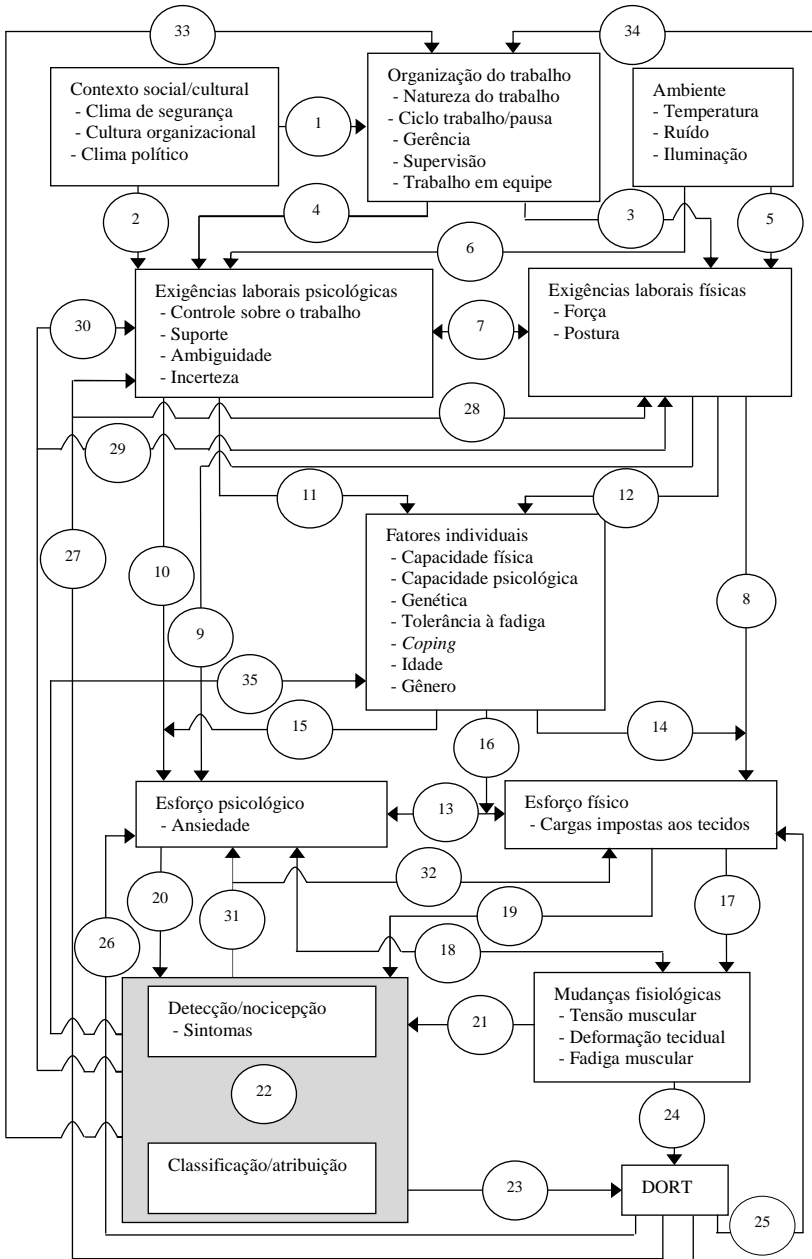 33
34
Contexto social/cultural
- Clima de segurança
- Cultura organizacional
- Clima político
1
Organização do trabalho
- Natureza do trabalho
- Ciclo trabalho/pausa
- Gerência
- Supervisão
- Trabalho em equipe
Ambiente
- Temperatura
- Ruído
- Iluminação
2
4
3
5
6
Exigências laborais psicológicas
- Controle sobre o trabalho
- Suporte
- Ambiguidade
- Incerteza
30
7
Exigências laborais físicas
- Força
- Postura
28
29
11
12
27
10
9
8
Fatores individuais
- Capacidade física
- Capacidade psicológica
- Genética
- Tolerância à fadiga
- Coping
- Idade
- Gênero
35
15
16
14
Esforço psicológico
- Ansiedade
13
Esforço físico
- Cargas impostas aos tecidos
32
20
31
19
17
26
18
Detecção/nocicepção
- Sintomas
21
Mudanças fisiológicas
- Tensão muscular
- Deformação tecidual
- Fadiga muscular
22
24
Classificação/atribuição
23
DORT
25